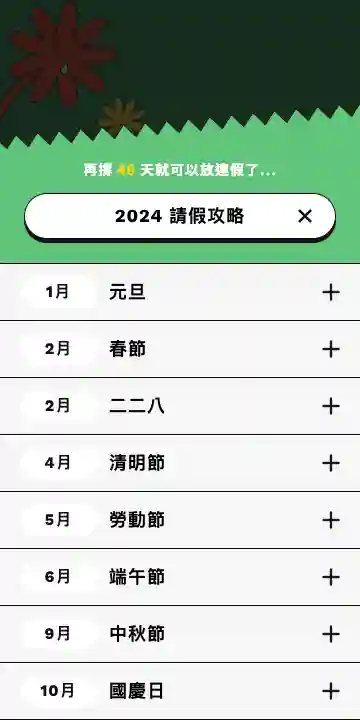 再撐 46 天就可以放連假了...
2024 請假攻略
1月 元旦
2月 春節
2月 二二八
4月 清明節
5月 勞動節
6月 端午節
9月 中秋節
10月 國慶日